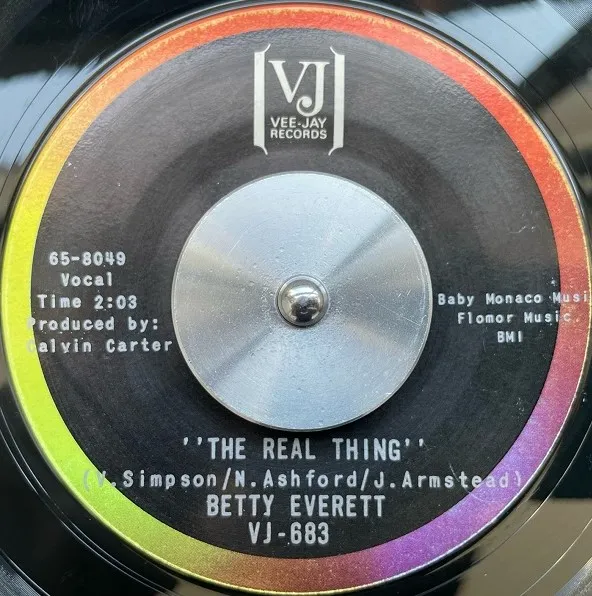 VJ
VEE-JAY
RECORDS
65-8049
Vocal
Time 2:03
Produced by:
Calvin Carter
Baby Monaco Musi
Flomor Music
BMI
''THE REAL THING''
(V.Simpson/N.Ashford/J.Armstead)
BETTY EVERETT
VJ-683